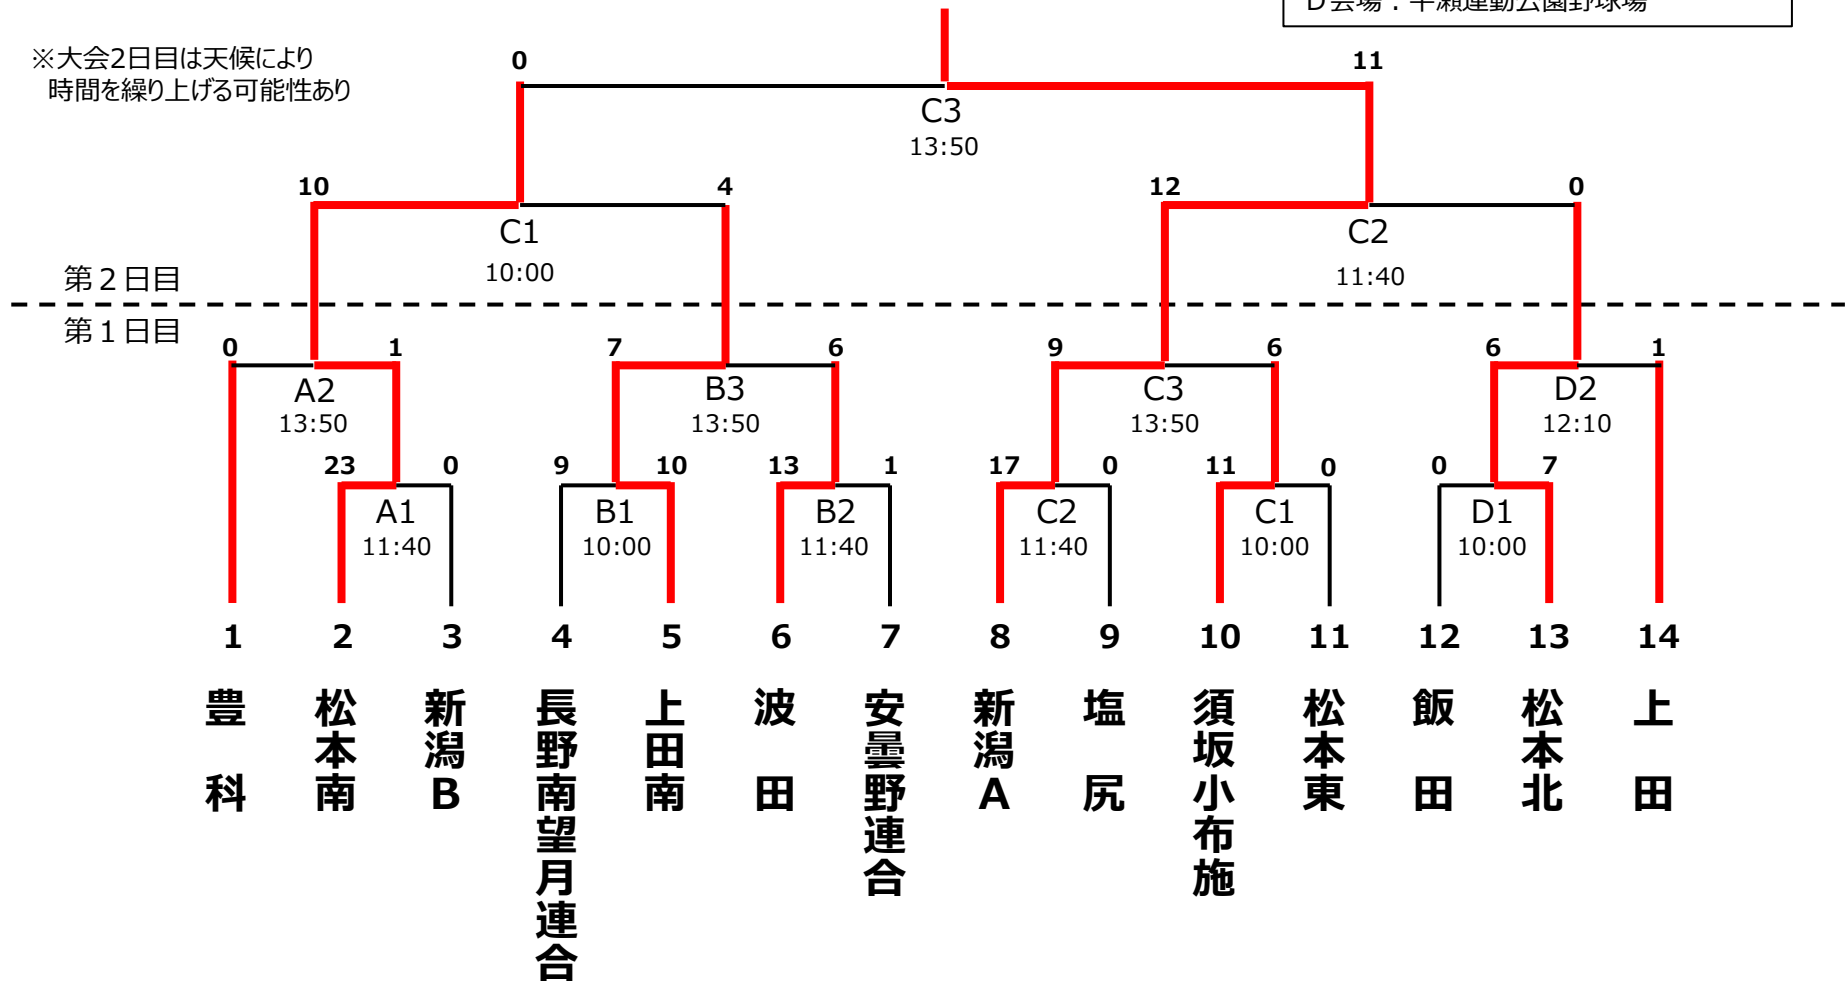 D会場：平瀬運動公園野球場
※大会2日目は天候により
時間を繰り上げる可能性あり
0
11
C3
13:50
10
4
12
0
C1
10:00
C2
11:40
第２日目
第１日目
0
1
7
6
9
6
6
1
A2
13:50
B3
13:50
C3
13:50
D2
12:10
23
0
9
10
13
1
17
0
11
0
0
7
A1
11:40
B1
10:00
B2
11:40
C2
11:40
C1
10:00
D1
10:00
1
2
3
4
5
6
7
8
9
10
11
12
13
14
豊科
松本南
新潟B
長野南望月連合
上田南
波田
安曇野連合
新潟A
塩尻
須坂小布施
松本東
飯田
松本北
上田